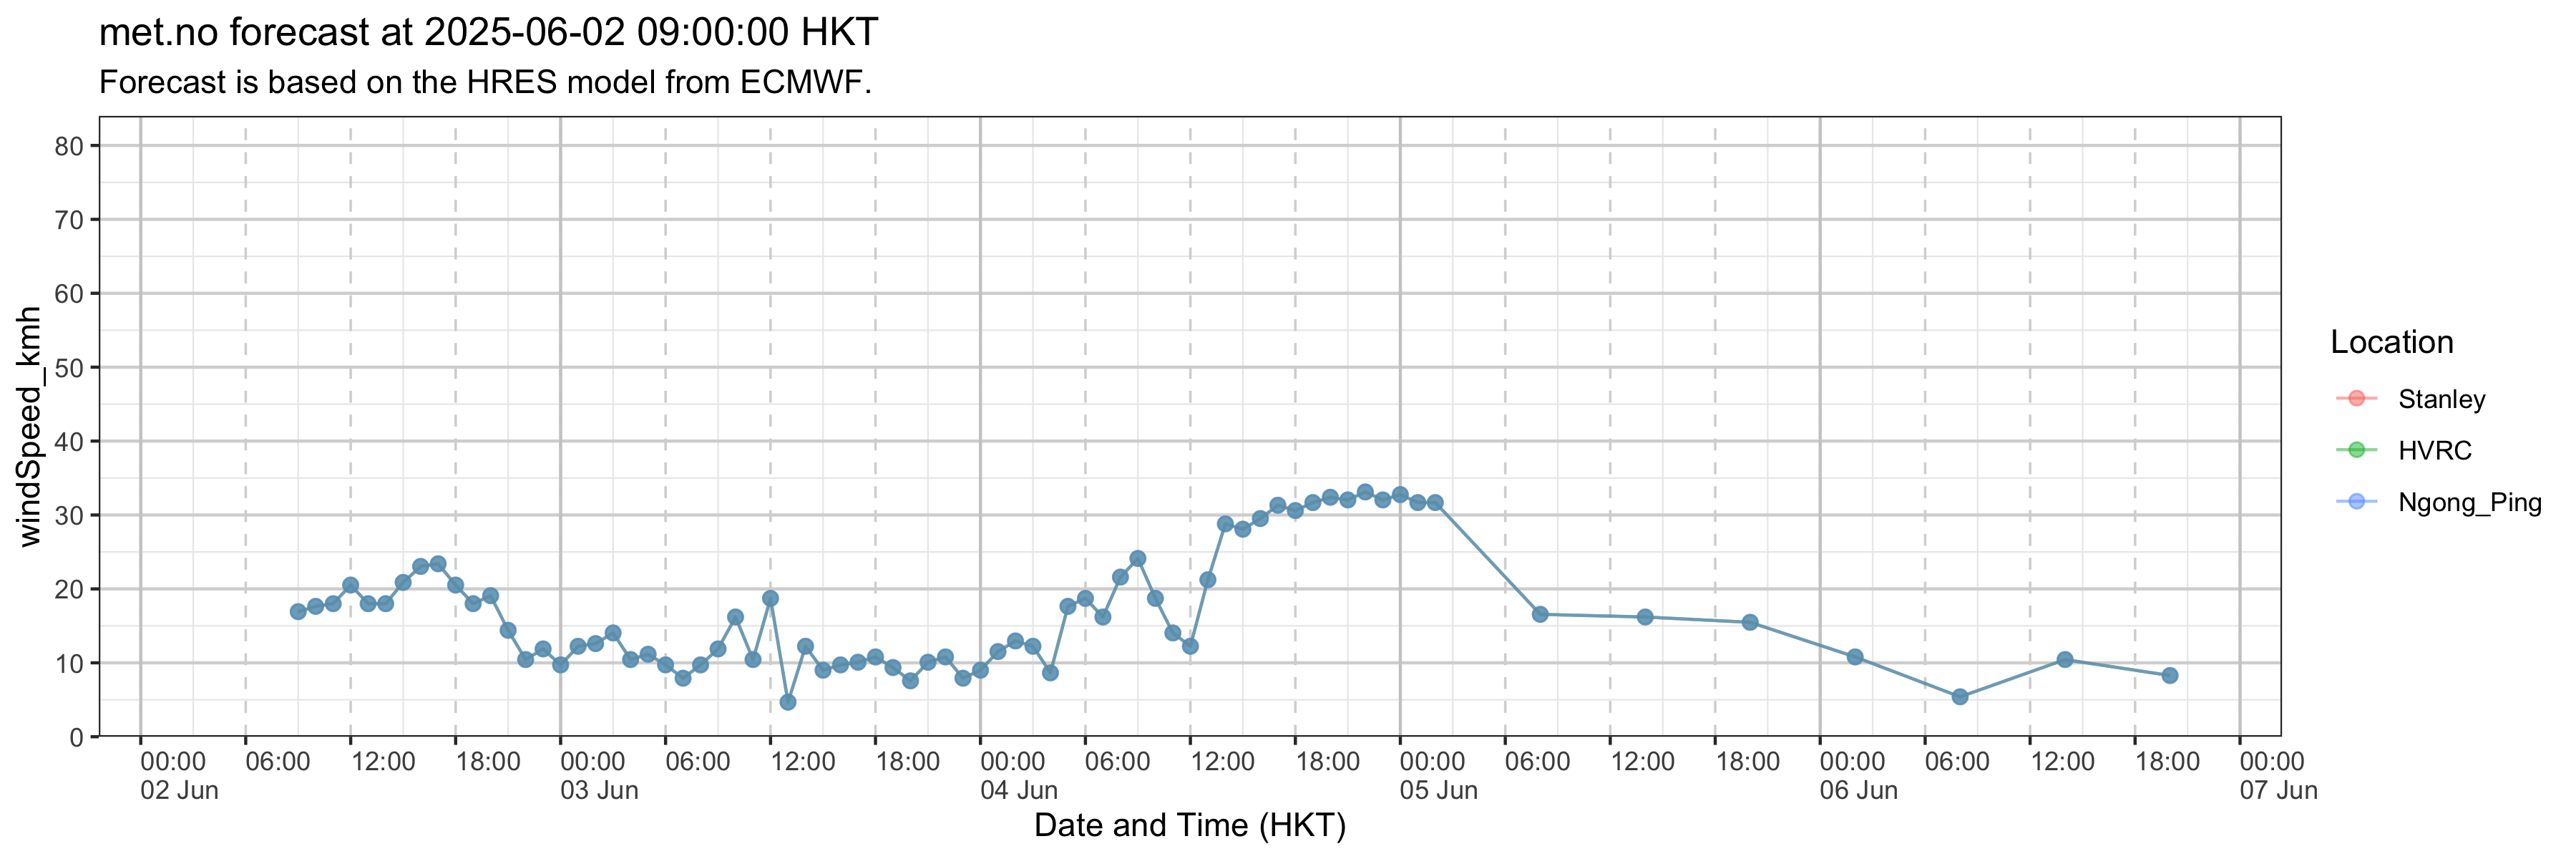 met.no forecast at 2025-06-02 09:00:00 HKT
Forecast is based on the HRES model from ECMWF.
windSpeed_kmh
80
70
60
50
40
30
20
10
0
00:00 06:00 12:00 18:00 00:00 06:00 12:00 18:00 00:00 06:00 12:00 18:00 00:00 06:00 12:00 18:00 00:00 06:00 12:00 18:00 00:00
02 Jun 03 Jun 04 Jun 05 Jun 06 Jun 07 Jun
Date and Time (HKT)
Location
Stanley
HVRC
Ngong_Ping